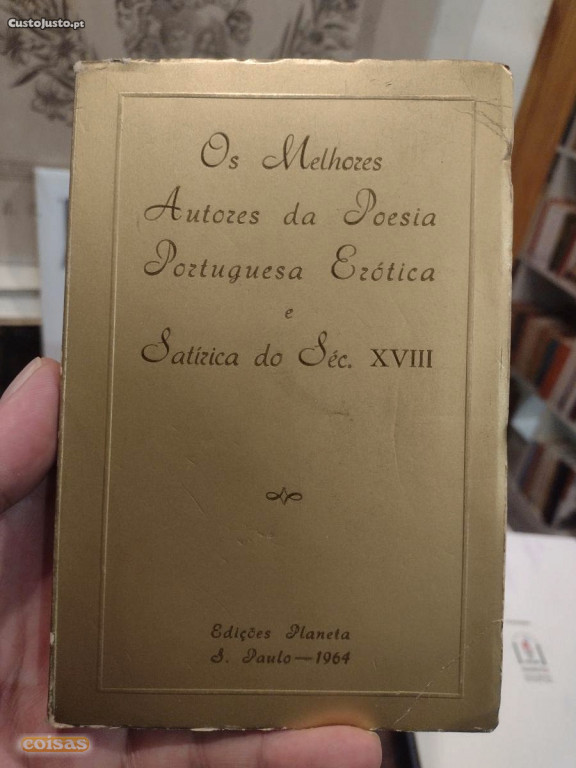 CustoJusto.pt
Os Melhores
Autores da Poesia
Portuguesa Erótica
e
Satírica do Séc. XVIII
Edições Planeta
S. Paulo — 1964
coisas